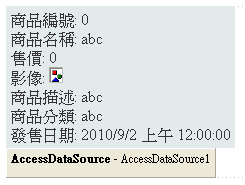 商品編號: 0
商品名稱: abc
售價: 0
影像:
商品描述: abc
商品分類: abc
發售日期: 2010/9/2 上午 12:00:00
AccessDataSource - AccessDataSource1